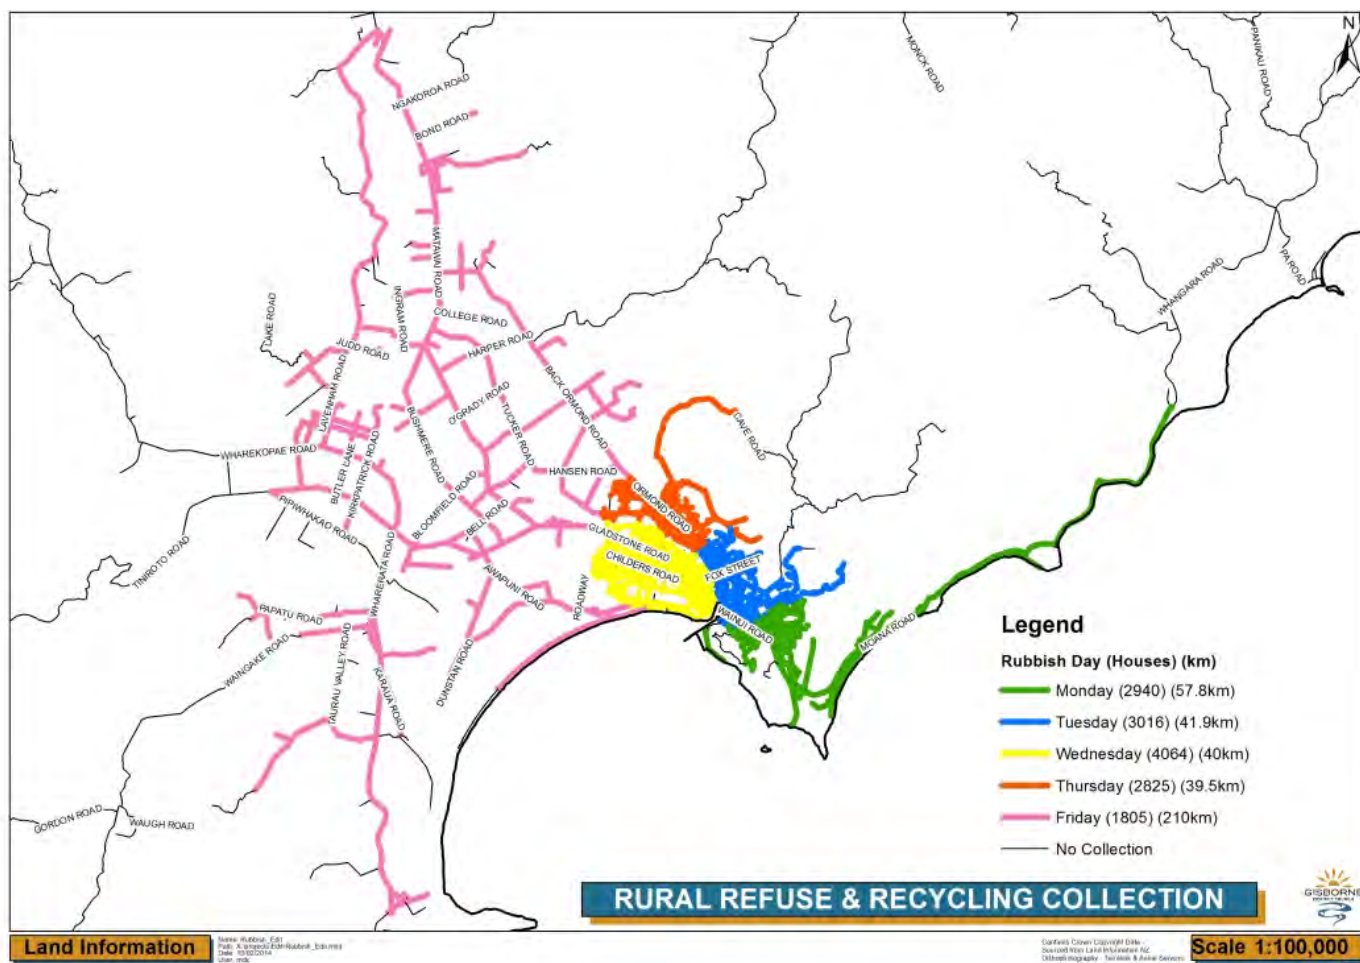 N
MONCK ROAD
PANIKAU ROAD
NGAKOROA ROAD
BOND ROAD
MATAWAI ROAD
WHANGARA ROAD
PA ROAD
LAKE ROAD
INGRAM ROAD
COLLEGE ROAD
JUDD ROAD
HARPER ROAD
BACK ORMOND ROAD
LAVENHAM ROAD
O'GRADY ROAD
TUCKER ROAD
BUSHMERE ROAD
CAVE ROAD
WHAREKOPAE ROAD
BUTLER LANE
KIRKPATRICK ROAD
HANSEN ROAD
BLOOMFIELD ROAD
BELL ROAD
ORMOND ROAD
PIPIWHAKAO ROAD
GLADSTONE ROAD
TINIROTO ROAD
CHILDERS ROAD
FOX STREET
AWAPUNI ROAD
ROADWAY
WHARERATA ROAD
PAPATU ROAD
WAINUI ROAD
MOANA ROAD
WAINGAKE ROAD
TAURAU VALLEY ROAD
KARAUA ROAD
DUNSTAN ROAD
GORDON ROAD
WAUGH ROAD
Legend
Rubbish Day (Houses) (km)
Monday (2940) (57.8km)
Tuesday (3016) (41.9km)
Wednesday (4064) (40km)
Thursday (2825) (39.5km)
Friday (1805) (210km)
No Collection
RURAL REFUSE & RECYCLING COLLECTION
GISBORNE
DISTRICT COUNCIL
Land Information
Name: Rubbish_Edit
Scale 1:100,000